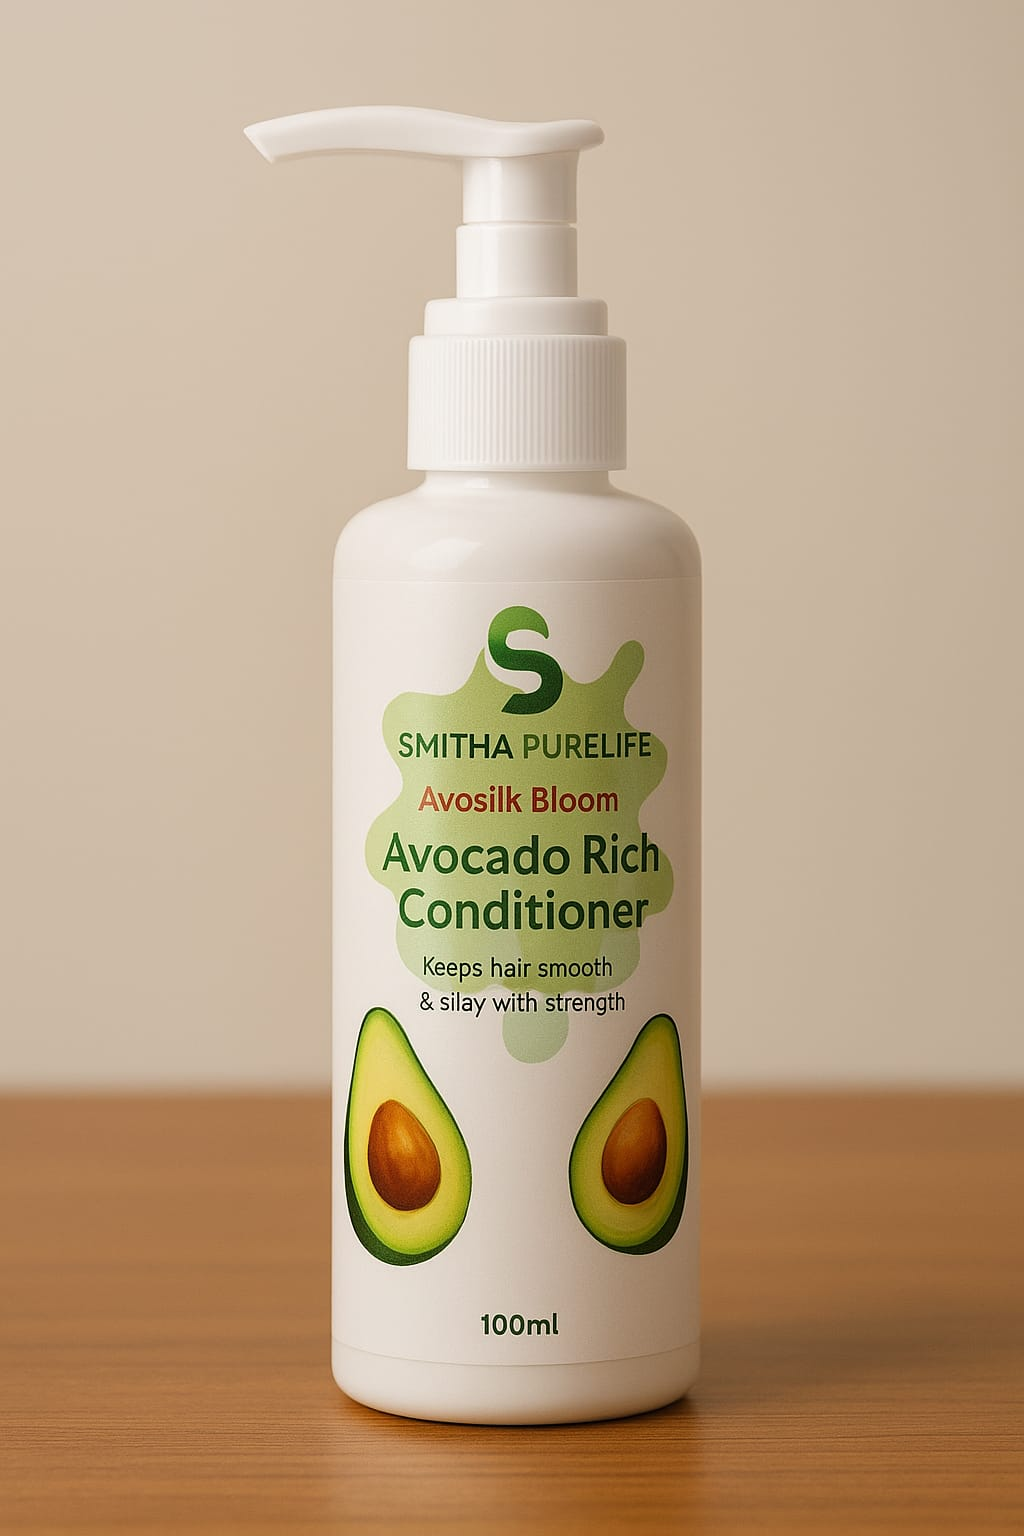 S
SMITHA PURELIFE
Avosilk Bloom
Avocado Rich
Conditioner
Keeps hair smooth
& silay with strength
100ml